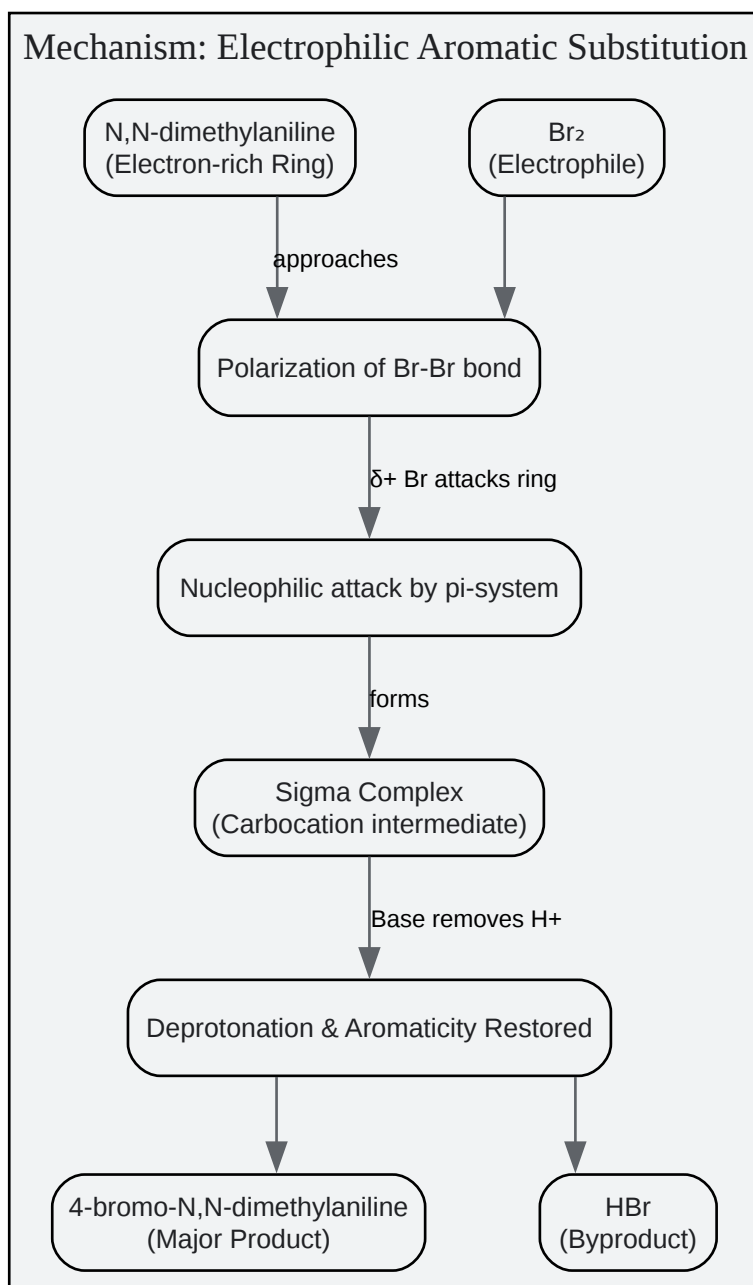 Mechanism: Electrophilic Aromatic Substitution
N,N-dimethylaniline
(Electron-rich Ring)
Br₂
(Electrophile)
approaches
Polarization of Br-Br bond
δ+ Br attacks ring
Nucleophilic attack by pi-system
forms
Sigma Complex
(Carbocation intermediate)
Base removes H+
Deprotonation & Aromaticity Restored
4-bromo-N,N-dimethylaniline
(Major Product)
HBr
(Byproduct)